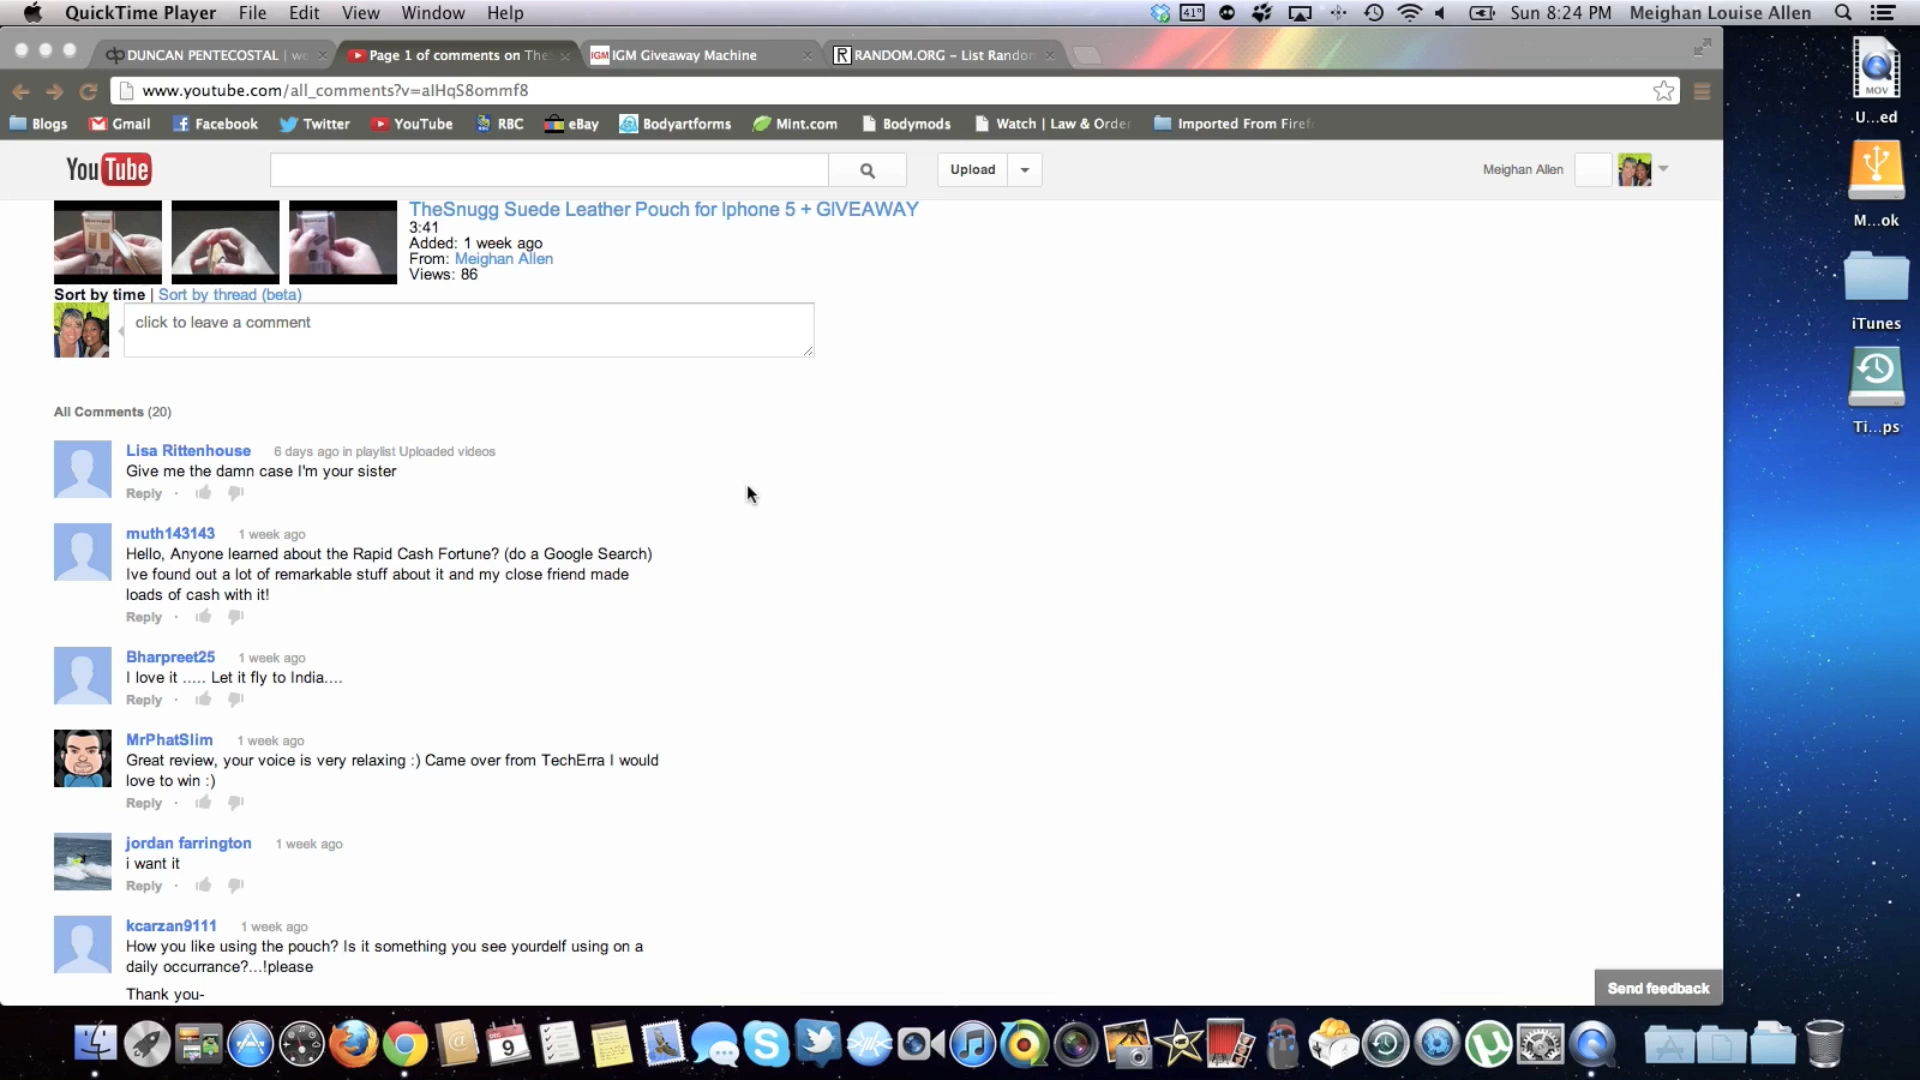 QuickTime Player File Edit View Window Help 41° Sun 8:24 PM Meighan Louise Allen
DUNCAN PENTECOSTAL | we Page 1 of comments on The IGM IGM Giveaway Machine R RANDOM.ORG - List Random
www.youtube.com/all_comments?v=aIHqS8ommf8
Blogs Gmail Facebook Twitter YouTube RBC eBay Bodyartforms Mint.com Bodymods Watch | Law & Order Imported From Firef
YouTube Upload Meighan Allen
TheSnugg Suede Leather Pouch for Iphone 5 + GIVEAWAY
3:41
Added: 1 week ago
From: Meighan Allen
Views: 86
Sort by time | Sort by thread (beta)
click to leave a comment
All Comments (20)
Lisa Rittenhouse 6 days ago in playlist Uploaded videos
Give me the damn case I'm your sister
Reply ·
muth143143 1 week ago
Hello, Anyone learned about the Rapid Cash Fortune? (do a Google Search)
Ive found out a lot of remarkable stuff about it and my close friend made
loads of cash with it!
Reply ·
Bharpreet25 1 week ago
I love it ..... Let it fly to India....
Reply ·
MrPhatSlim 1 week ago
Great review, your voice is very relaxing :) Came over from TechErra I would
love to win :)
Reply ·
jordan farrington 1 week ago
i want it
Reply ·
kcarzan9111 1 week ago
How you like using the pouch? Is it something you see yourdelf using on a
daily occurrance?...!please
Thank you-
Send feedback
MOV
U...ed
M...ok
iTunes
Ti...ps
DEC
9